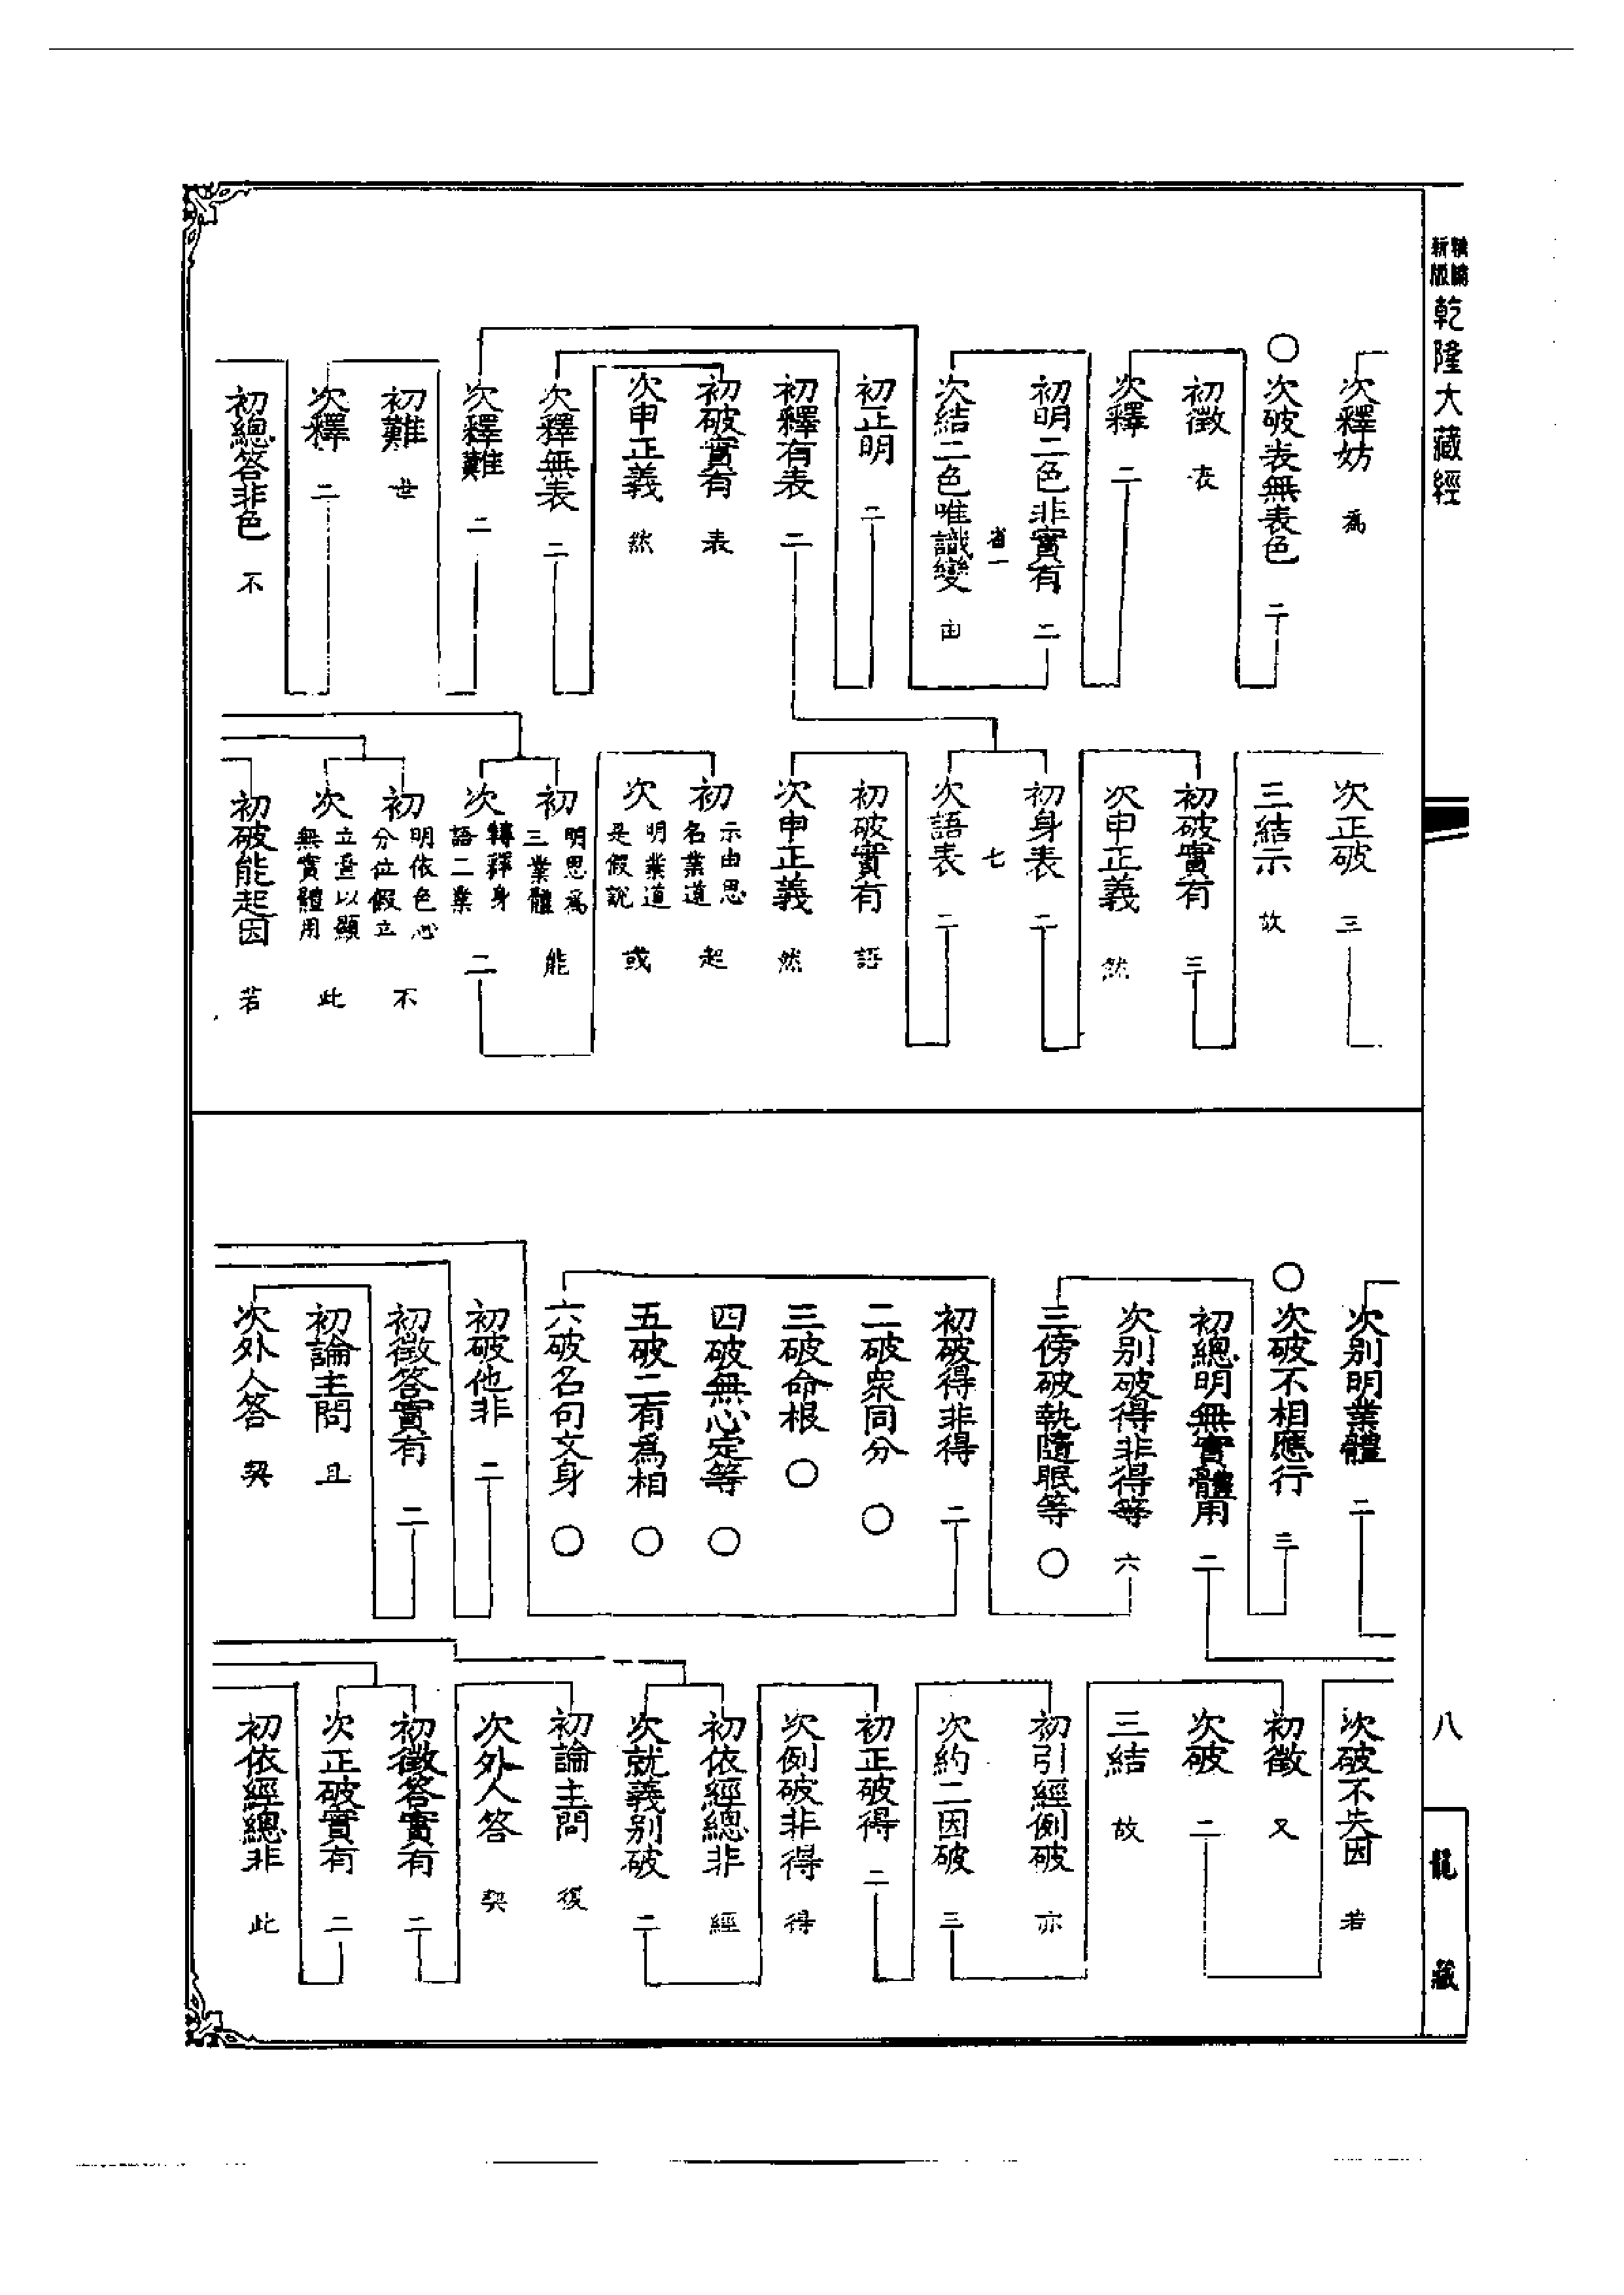 精編
新版
乾隆大藏經
次釋妨 為
○次破表無表色 二
初徵 表
次釋 二
初明二色非實有 二
省一
次結二色唯識變 由
初正明 二
初釋有表 二
初破實有 表
次申正義 然
次釋無表 二
次釋難 二
初難 世
次釋 二
初總答非色 不
次正破 三
三結示 故
初破實有 三
次申正義 然
初身表 二
七
次語表 二
初破實有 語
次申正義 然
初 示由思名業道 起
次 明業道是假說 或
初 明思為三業體 能
次 轉釋身語二業 二
初 明依色心分位假立 不
次 立壹以顯無實體用 此
初破能起因 若
次別明業體 二
○次破不相應行 三
初總明無實體用 二
次別破得非得等 六
三傍破執隨眠等 ○
初破得非得 二
二破眾同分 ○
三破命根 ○
四破無心定等 ○
五破二有為相 ○
六破名句文身 ○
初破他非 二
初徵答實有 二
初論主問 且
次外人答 契
次破不失因 若
初徵 又
次破 二
三結 故
初引經例破 亦
次約二因破 三
初正破得 二
次例破非得 得
初依經總非 經
次就義別破 二
初論主問 復
次外人答 契
初徵答實有 二
次正破實有 二
初依經總非 此
八
龍藏